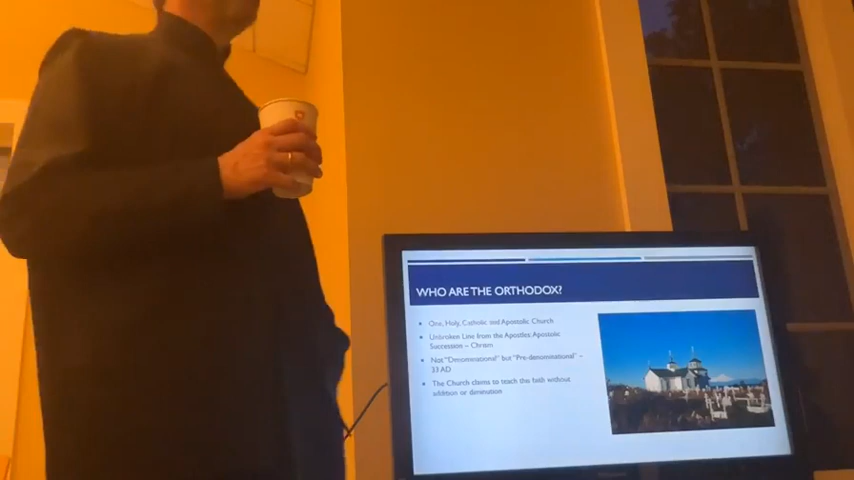 WHO ARE THE ORTHODOX?
• One, Holy, Catholic and Apostolic Church
• Unbroken Line from the Apostles: Apostolic
Succession – Chrism
• Not "Denominational" but "Pre-denominational" –
33 AD
• The Church claims to teach the faith without
addition or diminution